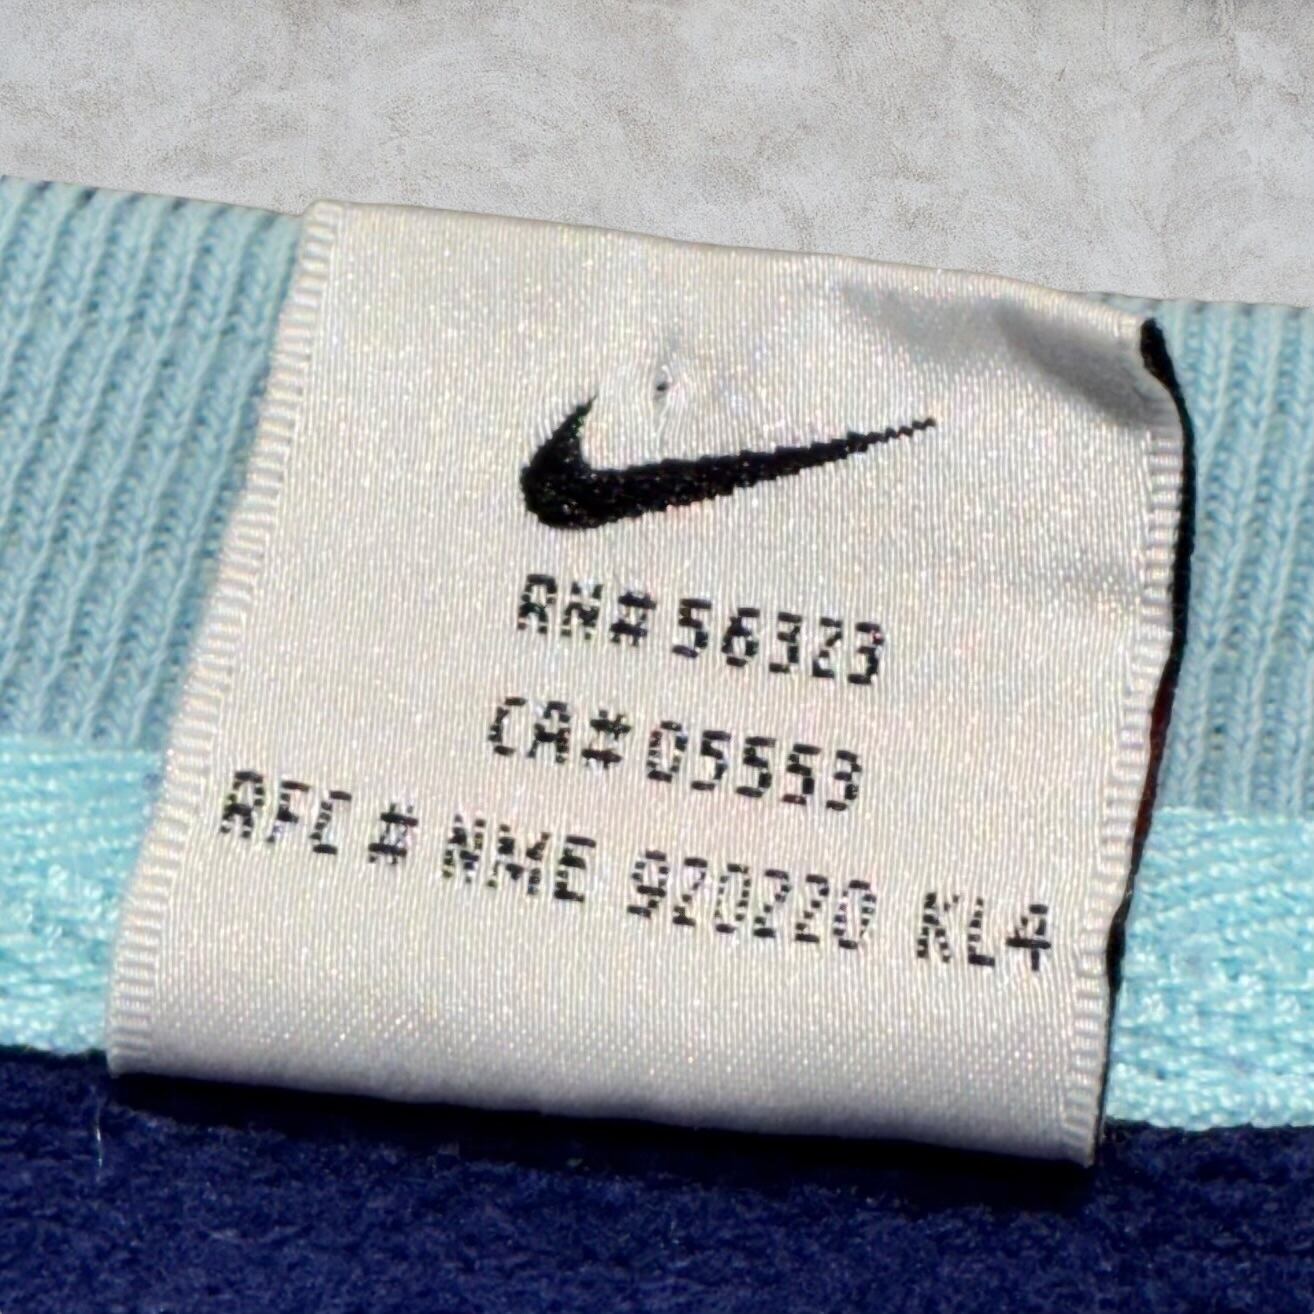 RN# 56323
CA# 05553
RFC # NME 920220 KL4